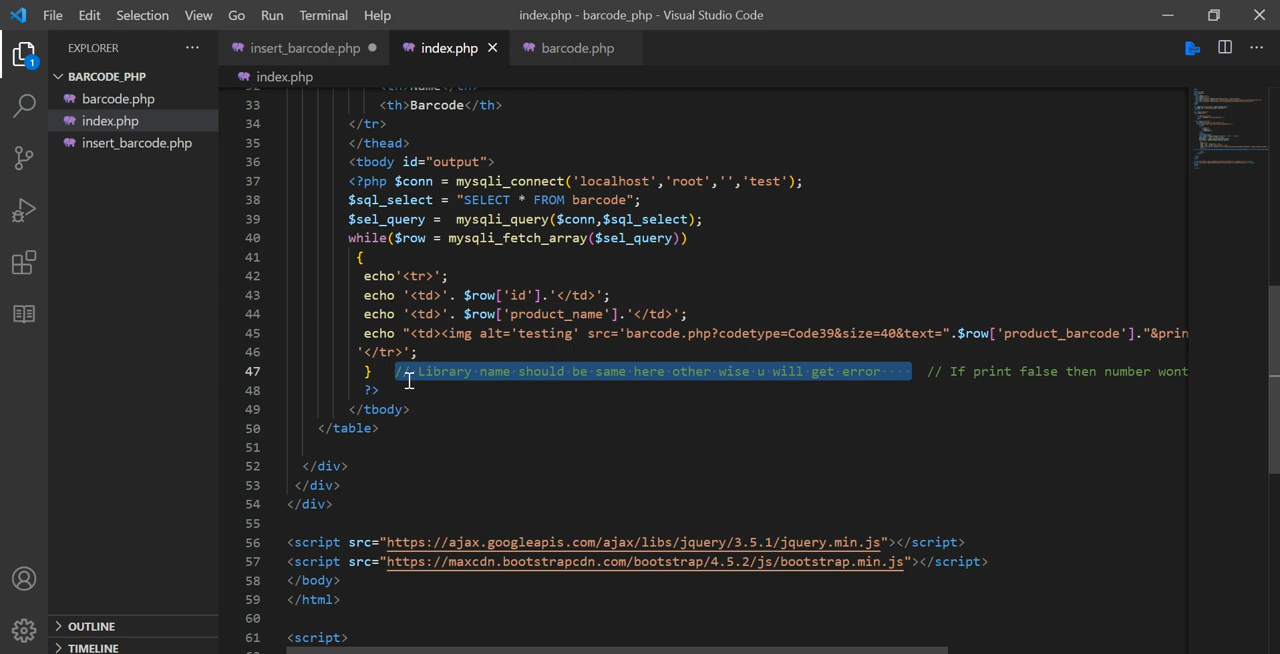 File Edit Selection View Go Run Terminal Help index.php - barcode_php - Visual Studio Code
EXPLORER
insert_barcode.php index.php barcode.php
1
BARCODE_PHP
index.php
barcode.php
index.php
insert_barcode.php
32 <th>Name</th>
33 <th>Barcode</th>
34 </tr>
35 </thead>
36 <tbody id="output">
37 <?php $conn = mysqli_connect('localhost','root','','test');
38 $sql_select = "SELECT * FROM barcode";
39 $sel_query =  mysqli_query($conn,$sql_select);
40 while($row = mysqli_fetch_array($sel_query))
41 {
42 echo'<tr>';
43 echo '<td>'. $row['id'].'</td>';
44 echo '<td>'. $row['product_name'].'</td>';
45 echo "<td><img alt='testing' src='barcode.php?codetype=Code39&size=40&text=".$row['product_barcode']."&prin
46 '</tr>';
47 } // Library name should be same here other wise u will get error // If print false then number wont
48 ?>
49 </tbody>
50 </table>
51
52 </div>
53 </div>
54 </div>
55
56 <script src="https://ajax.googleapis.com/ajax/libs/jquery/3.5.1/jquery.min.js"></script>
57 <script src="https://maxcdn.bootstrapcdn.com/bootstrap/4.5.2/js/bootstrap.min.js"></script>
58 </body>
59 </html>
60
61 <script>
OUTLINE
TIMELINE